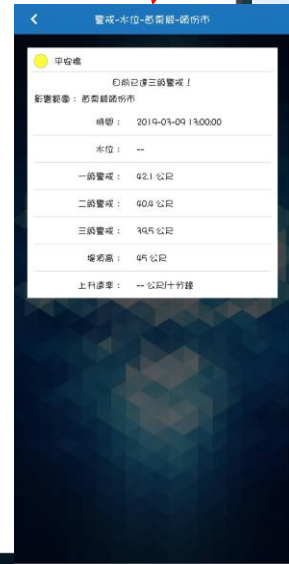 警戒-水位-苗栗縣-頭份市
平安橋
目前已達三級警戒！
影響範圍： 苗栗縣頭份市
時間： 2019-03-09 13:00:00
水位： --
一級警戒： 42.1 公尺
二級警戒： 40.4 公尺
三級警戒： 39.5 公尺
堤頂高： 45 公尺
上升速率： -- 公尺/十分鐘